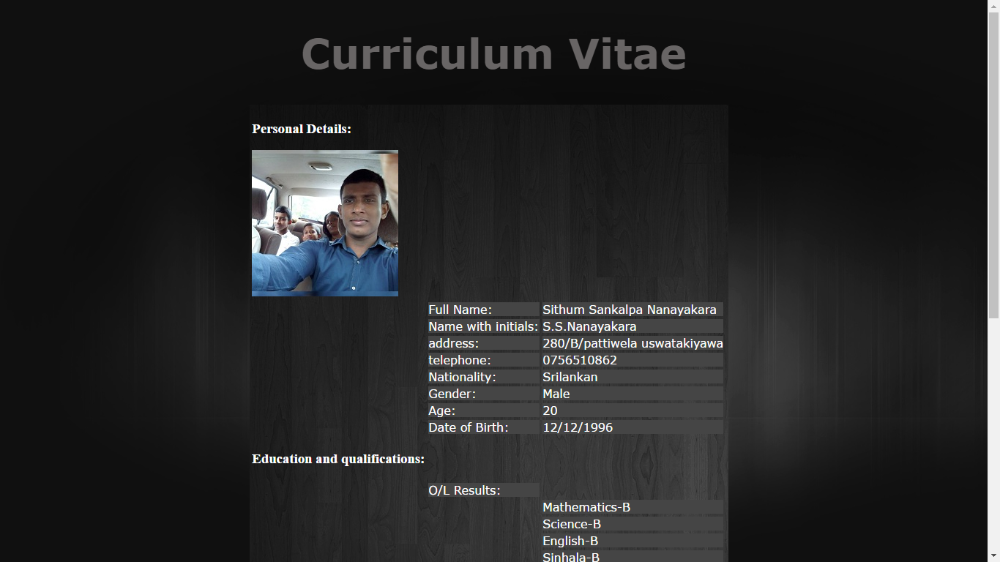 Curriculum Vitae
Personal Details:
Full Name: Sithum Sankalpa Nanayakara
Name with initials: S.S.Nanayakara
address: 280/B/pattiwela uswatakiyawa
telephone: 0756510862
Nationality: Srilankan
Gender: Male
Age: 20
Date of Birth: 12/12/1996
Education and qualifications:
O/L Results:
Mathematics-B
Science-B
English-B
Sinhala-B